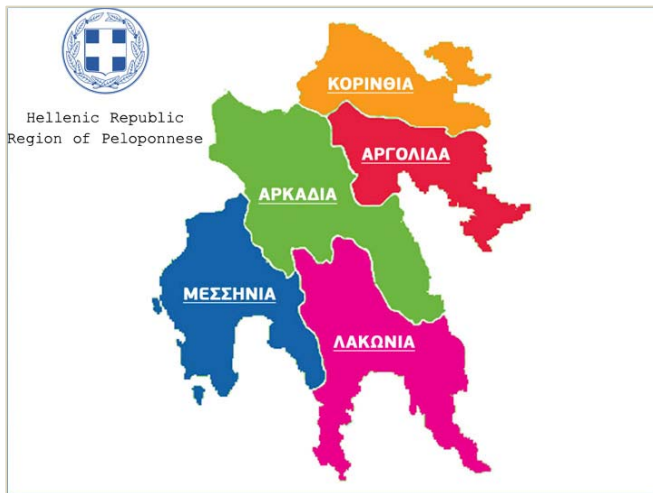 Hellenic Republic
Region of Peloponnese
ΚΟΡΙΝΘΙΑ
ΑΡΓΟΛΙΔΑ
ΑΡΚΑΔΙΑ
ΜΕΣΣΗΝΙΑ
ΛΑΚΩΝΙΑ